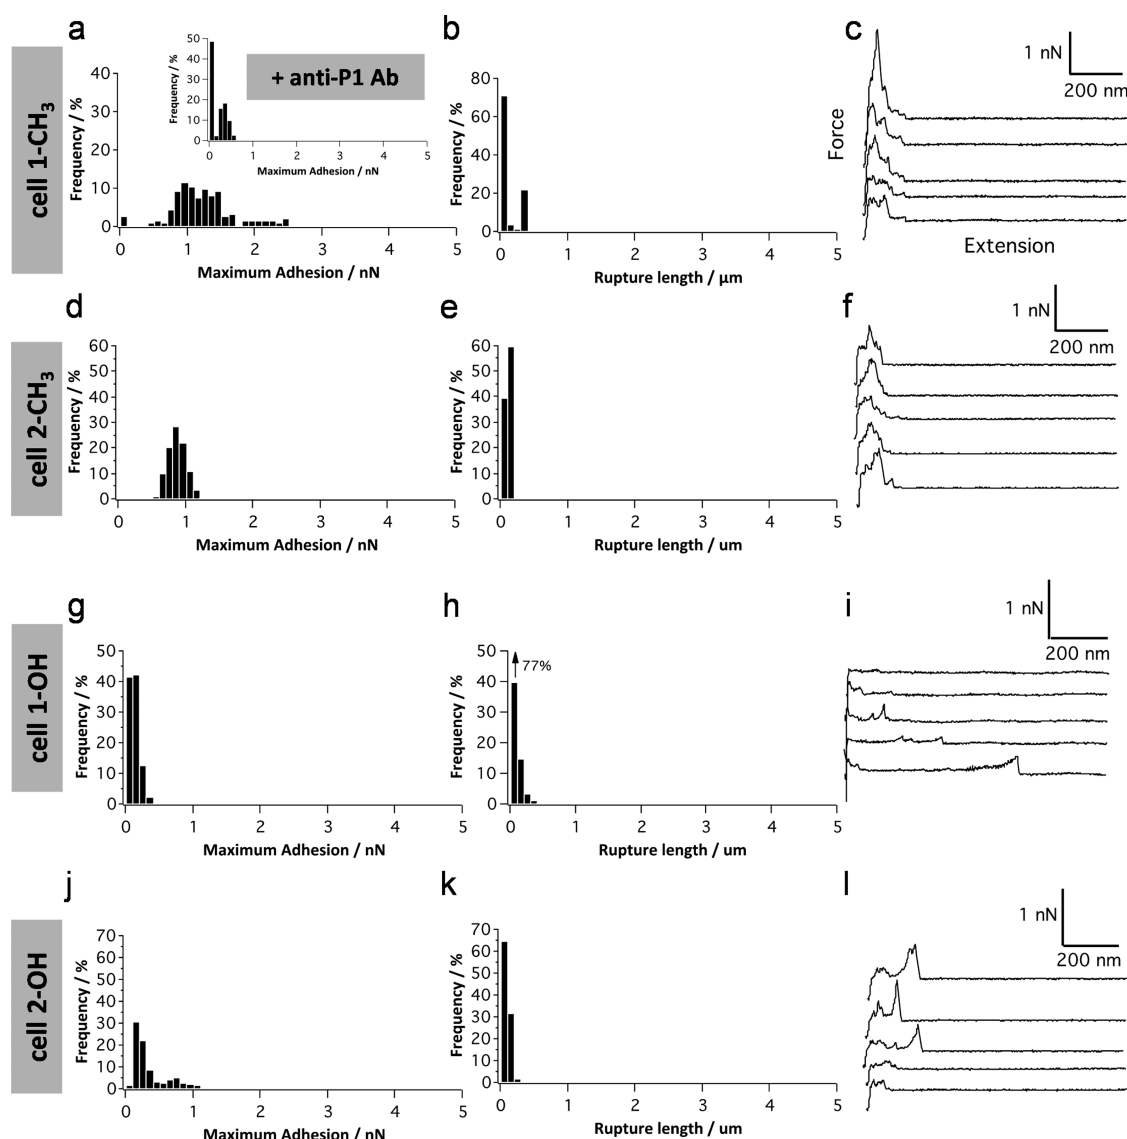 a
b
c
cell 1-CH3
Frequency / %
40
30
20
10
0
0 1 2 3 4 5
Maximum Adhesion / nN
+ anti-P1 Ab
Frequency / %
50
40
30
20
10
0
0 1 2 3 4 5
Maximum Adhesion / nN
Frequency / %
80
60
40
20
0
0 1 2 3 4 5
Rupture length / µm
1 nN
200 nm
Force
Extension
d
e
f
cell 2-CH3
Frequency / %
60
50
40
30
20
10
0
0 1 2 3 4 5
Maximum Adhesion / nN
Frequency / %
60
50
40
30
20
10
0
0 1 2 3 4 5
Rupture length / um
1 nN
200 nm
g
h
i
cell 1-OH
Frequency / %
50
40
30
20
10
0
0 1 2 3 4 5
Maximum Adhesion / nN
Frequency / %
50
40
30
20
10
0
77%
0 1 2 3 4 5
Rupture length / um
1 nN
200 nm
j
k
l
cell 2-OH
Frequency / %
70
60
50
40
30
20
10
0
0 1 2 3 4 5
Maximum Adhesion / nN
Frequency / %
70
60
50
40
30
20
10
0
0 1 2 3 4 5
Rupture length / um
1 nN
200 nm